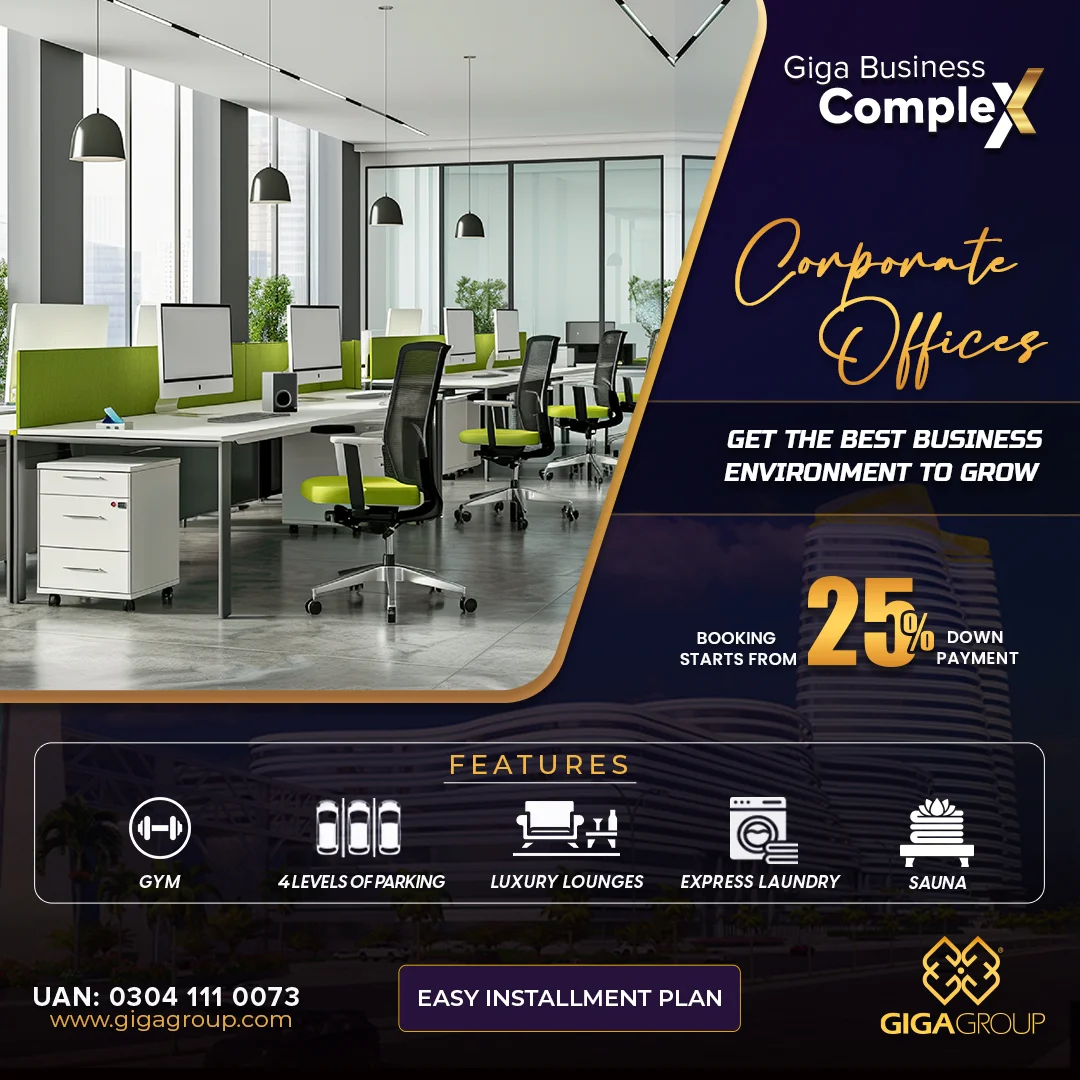 Giga Business
CompleX
Corporate
Offices
GET THE BEST BUSINESS
ENVIRONMENT TO GROW
BOOKING
STARTS FROM
25%
DOWN
PAYMENT
FEATURES
GYM
4 LEVELS OF PARKING
LUXURY LOUNGES
EXPRESS LAUNDRY
SAUNA
UAN: 0304 111 0073
www.gigagroup.com
EASY INSTALLMENT PLAN
®
GIGAGROUP